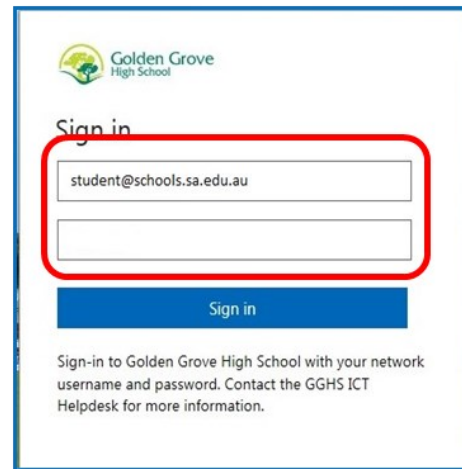 Golden Grove
High School
Sign in
student@schools.sa.edu.au
Sign in
Sign-in to Golden Grove High School with your network
username and password. Contact the GGHS ICT
Helpdesk for more information.